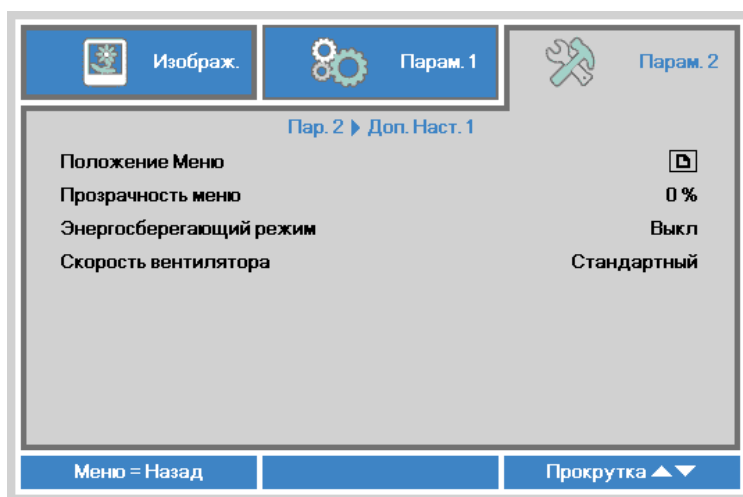 Изображ. Парам. 1 Парам. 2
Пар. 2 ▶ Доп. Наст. 1
Положение Меню
Прозрачность меню 0 %
Энергосберегающий режим Выкл
Скорость вентилятора Стандартный
Меню = Назад Прокрутка ▲▼